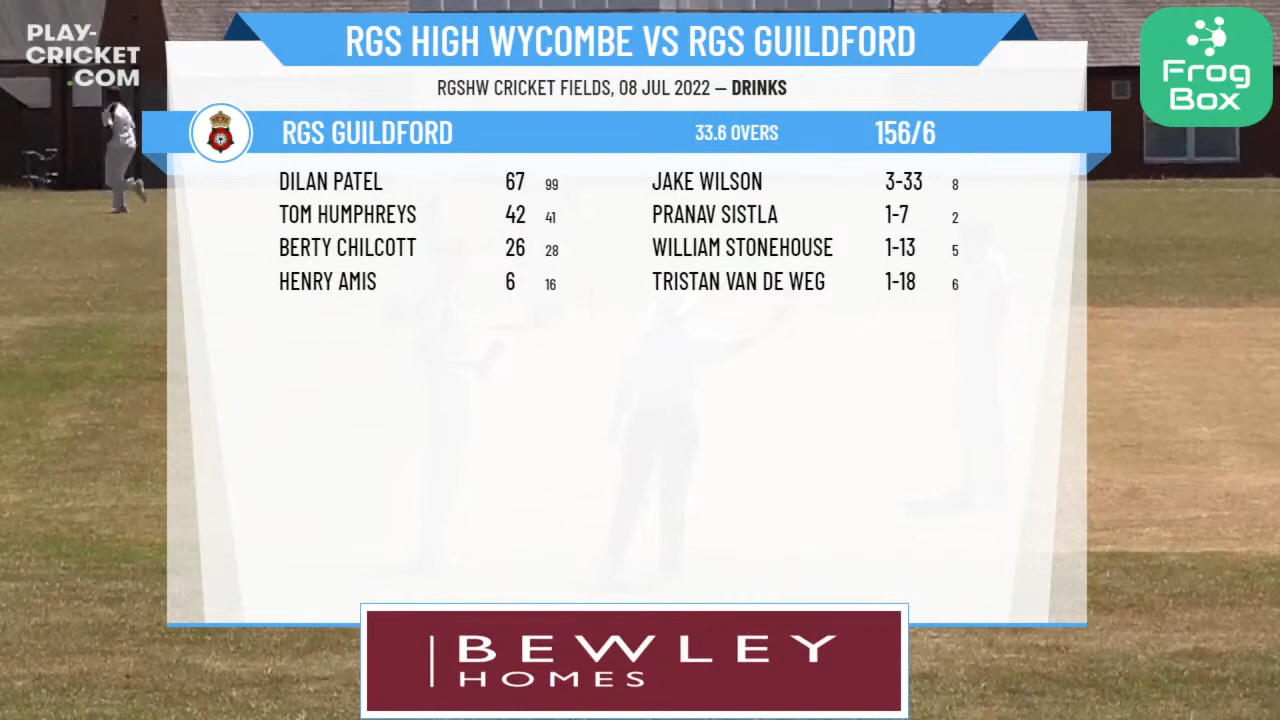 PLAY-
CRICKET
.COM
RGS HIGH WYCOMBE VS RGS GUILDFORD
Frog
Box
RGSHW CRICKET FIELDS, 08 JUL 2022 – DRINKS
RGS GUILDFORD 33.6 OVERS 156/6
DILAN PATEL 67 99 JAKE WILSON 3-33 8
TOM HUMPHREYS 42 41 PRANAV SISTLA 1-7 2
BERTY CHILCOTT 26 28 WILLIAM STONEHOUSE 1-13 5
HENRY AMIS 6 16 TRISTAN VAN DE WEG 1-18 6
BEWLEY
HOMES